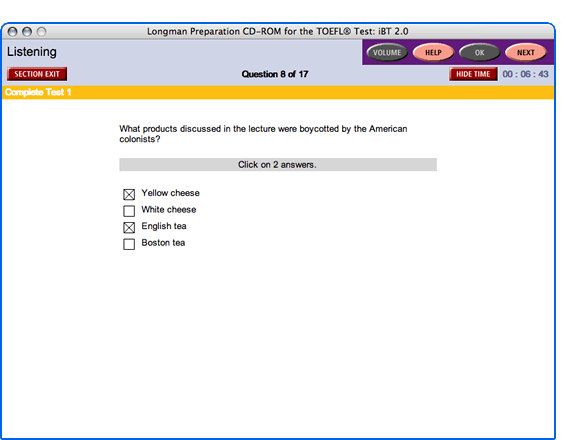 Longman Preparation CD-ROM for the TOEFL® Test: iBT 2.0
Listening
VOLUME HELP OK NEXT
SECTION EXIT Question 8 of 17 HIDE TIME 00 : 06 : 43
Complete Test 1
What products discussed in the lecture were boycotted by the American
colonists?
Click on 2 answers.
Yellow cheese
White cheese
English tea
Boston tea